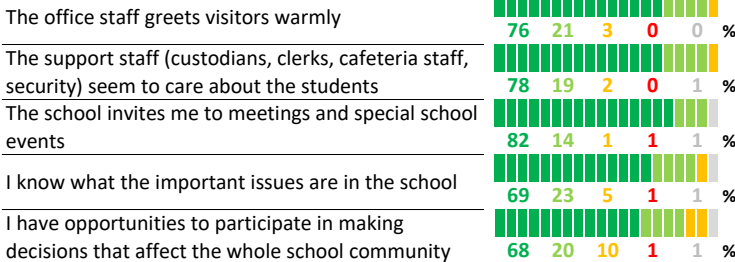 The office staff greets visitors warmly
76 21 3 0 0 %
The support staff (custodians, clerks, cafeteria staff,
security) seem to care about the students
78 19 2 0 1 %
The school invites me to meetings and special school
events
82 14 1 1 1 %
I know what the important issues are in the school
69 23 5 1 1 %
I have opportunities to participate in making
decisions that affect the whole school community
68 20 10 1 1 %